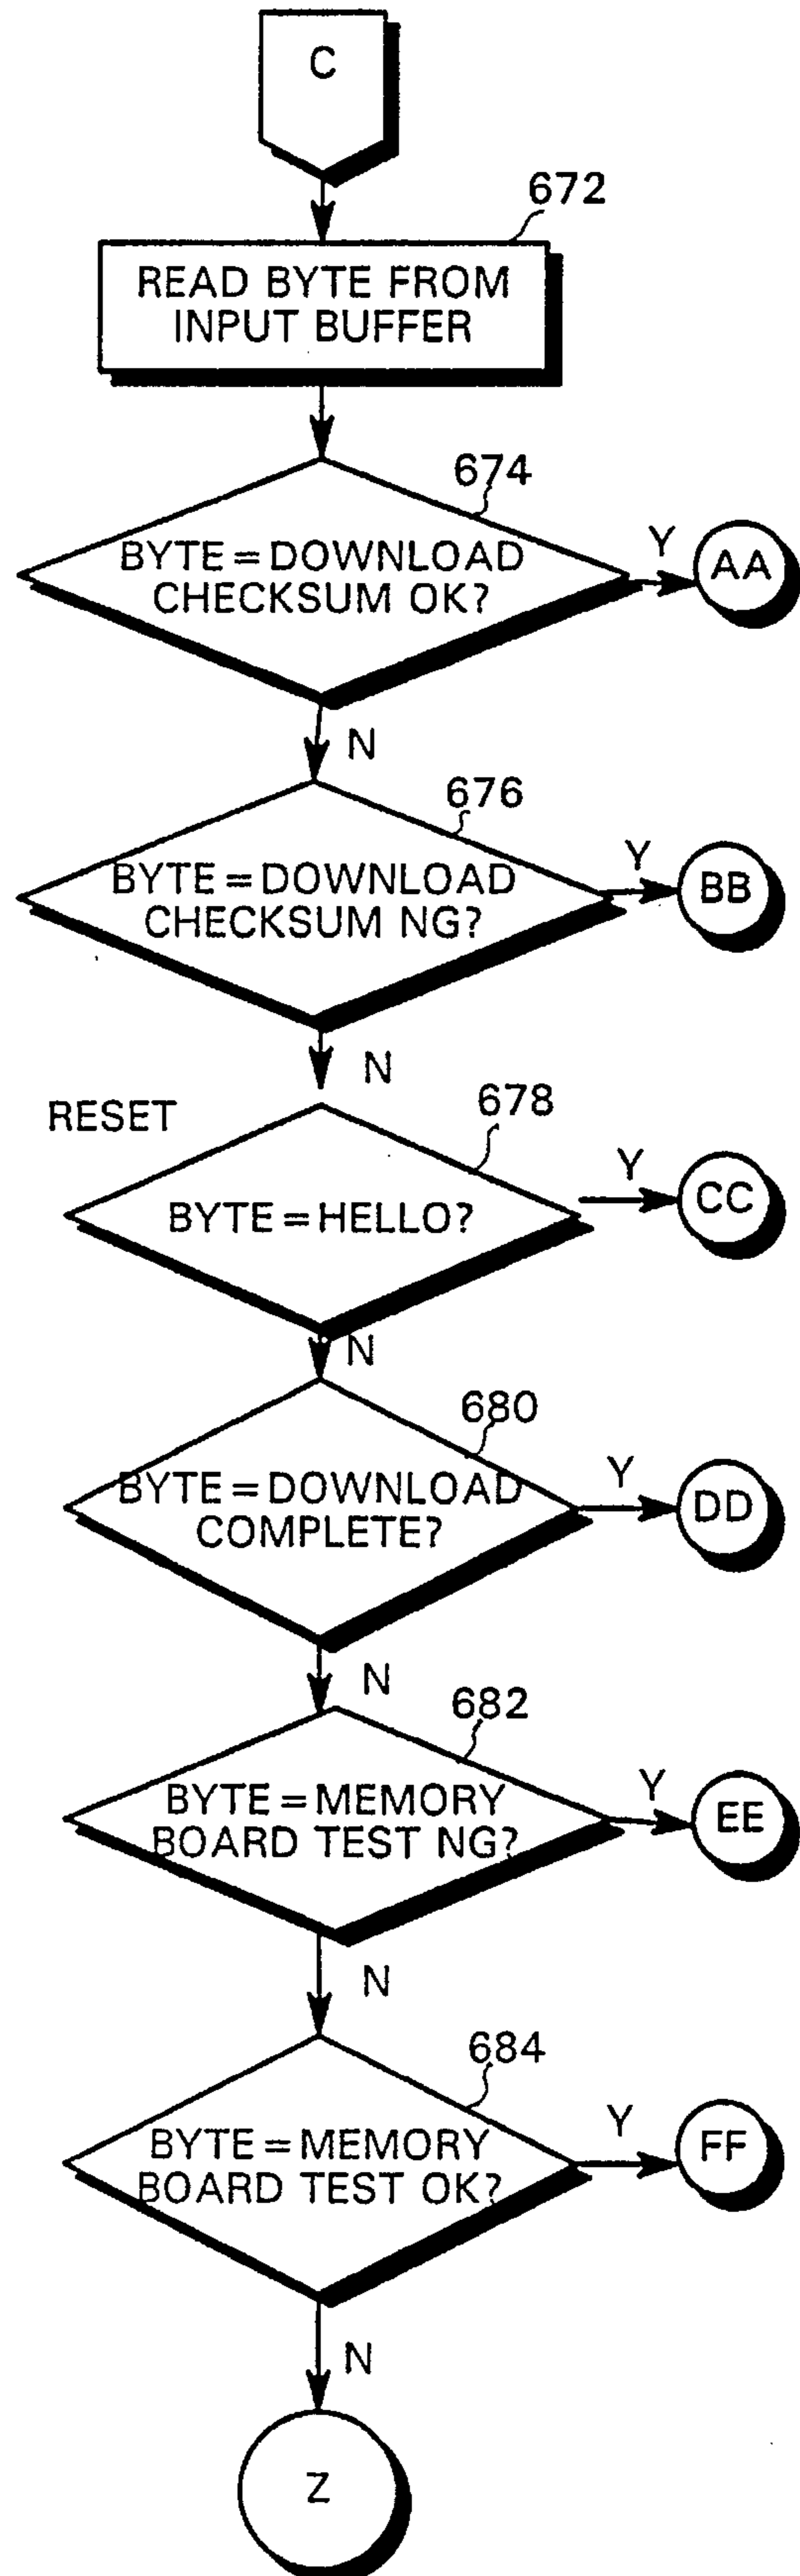 C
672
READ BYTE FROM
INPUT BUFFER
674
BYTE = DOWNLOAD
CHECKSUM OK?
Y
AA
N
676
BYTE = DOWNLOAD
CHECKSUM NG?
Y
BB
N
RESET
678
BYTE = HELLO?
Y
CC
N
680
BYTE = DOWNLOAD
COMPLETE?
Y
DD
N
682
BYTE = MEMORY
BOARD TEST NG?
Y
EE
N
684
BYTE = MEMORY
BOARD TEST OK?
Y
FF
N
Z